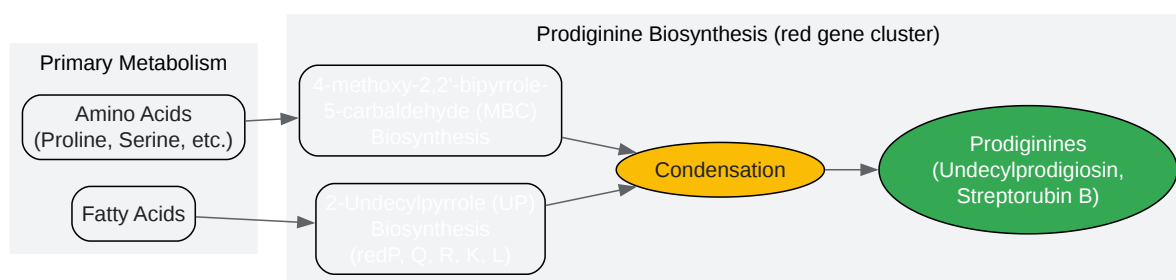 Prodiginine Biosynthesis (red gene cluster)
Primary Metabolism
Amino Acids
(Proline, Serine, etc.)
Fatty Acids
4-methoxy-2,2'-bipyrrole-
5-carbaldehyde (MBC)
Biosynthesis
2-Undecylpyrrole (UP)
Biosynthesis
(redP, Q, R, K, L)
Condensation
Prodiginines
(Undecylprodigiosin,
Streptorubin B)